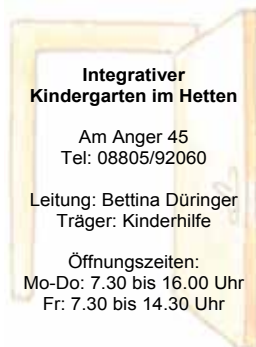 Integrativer
Kindergarten im Hetten
Am Anger 45
Tel: 08805/92060
Leitung: Bettina Düringer
Träger: Kinderhilfe
Öffnungszeiten:
Mo-Do: 7.30 bis 16.00 Uhr
Fr: 7.30 bis 14.30 Uhr